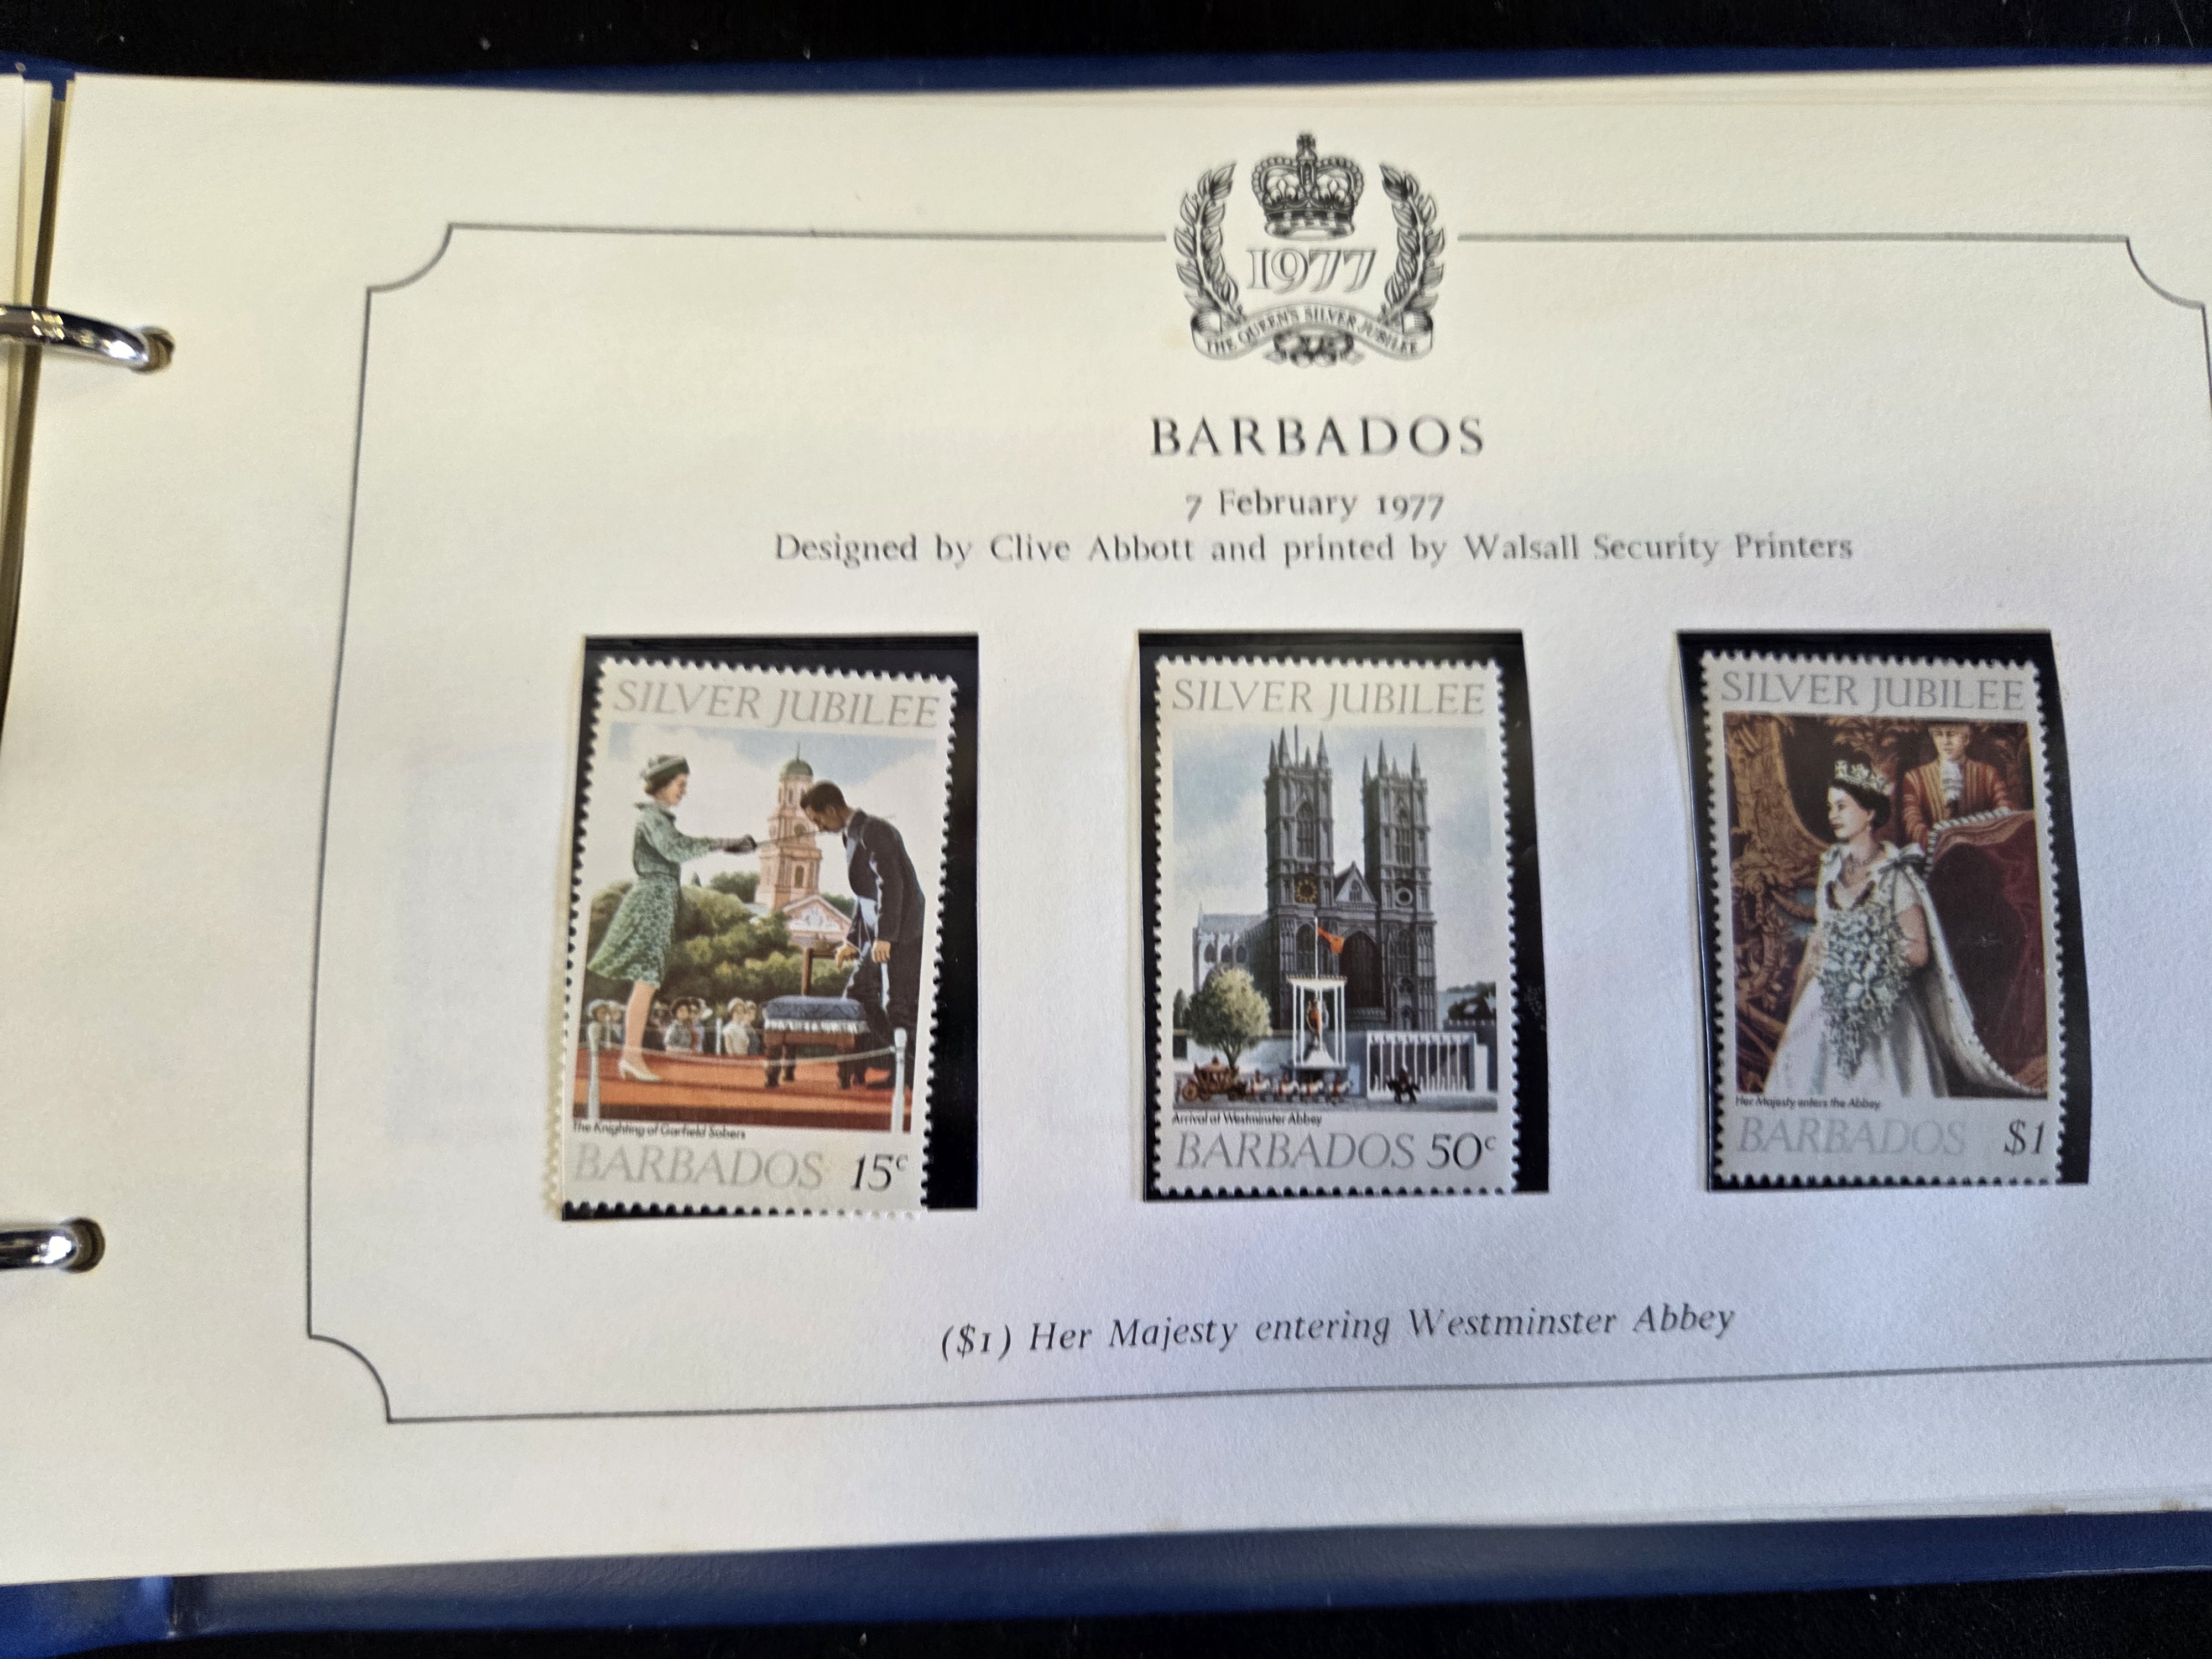 1977
THE QUEEN'S SILVER JUBILEE
BARBADOS
7 February 1977
Designed by Clive Abbott and printed by Walsall Security Printers
SILVER JUBILEE
The Knighting of Garfield Sobers
BARBADOS 15c
SILVER JUBILEE
Arrival at Westminster Abbey
BARBADOS 50c
SILVER JUBILEE
Her Majesty enters the Abbey
BARBADOS $1
($1) Her Majesty entering Westminster Abbey